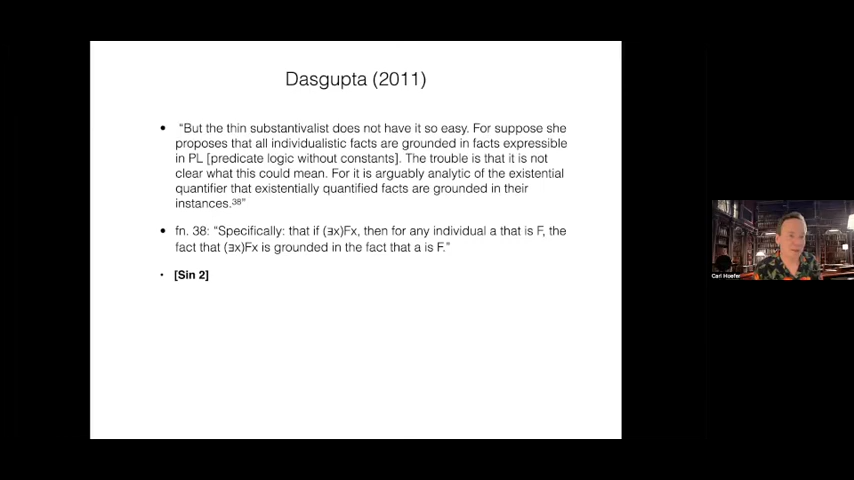 Dasgupta (2011)
• “But the thin substantivalist does not have it so easy. For suppose she
proposes that all individualistic facts are grounded in facts expressible
in PL [predicate logic without constants]. The trouble is that it is not
clear what this could mean. For it is arguably analytic of the existential
quantifier that existentially quantified facts are grounded in their
instances.³⁸”
• fn. 38: “Specifically: that if (∃x)Fx, then for any individual a that is F, the
fact that (∃x)Fx is grounded in the fact that a is F.”
• [Sin 2]
Carl Hoefer